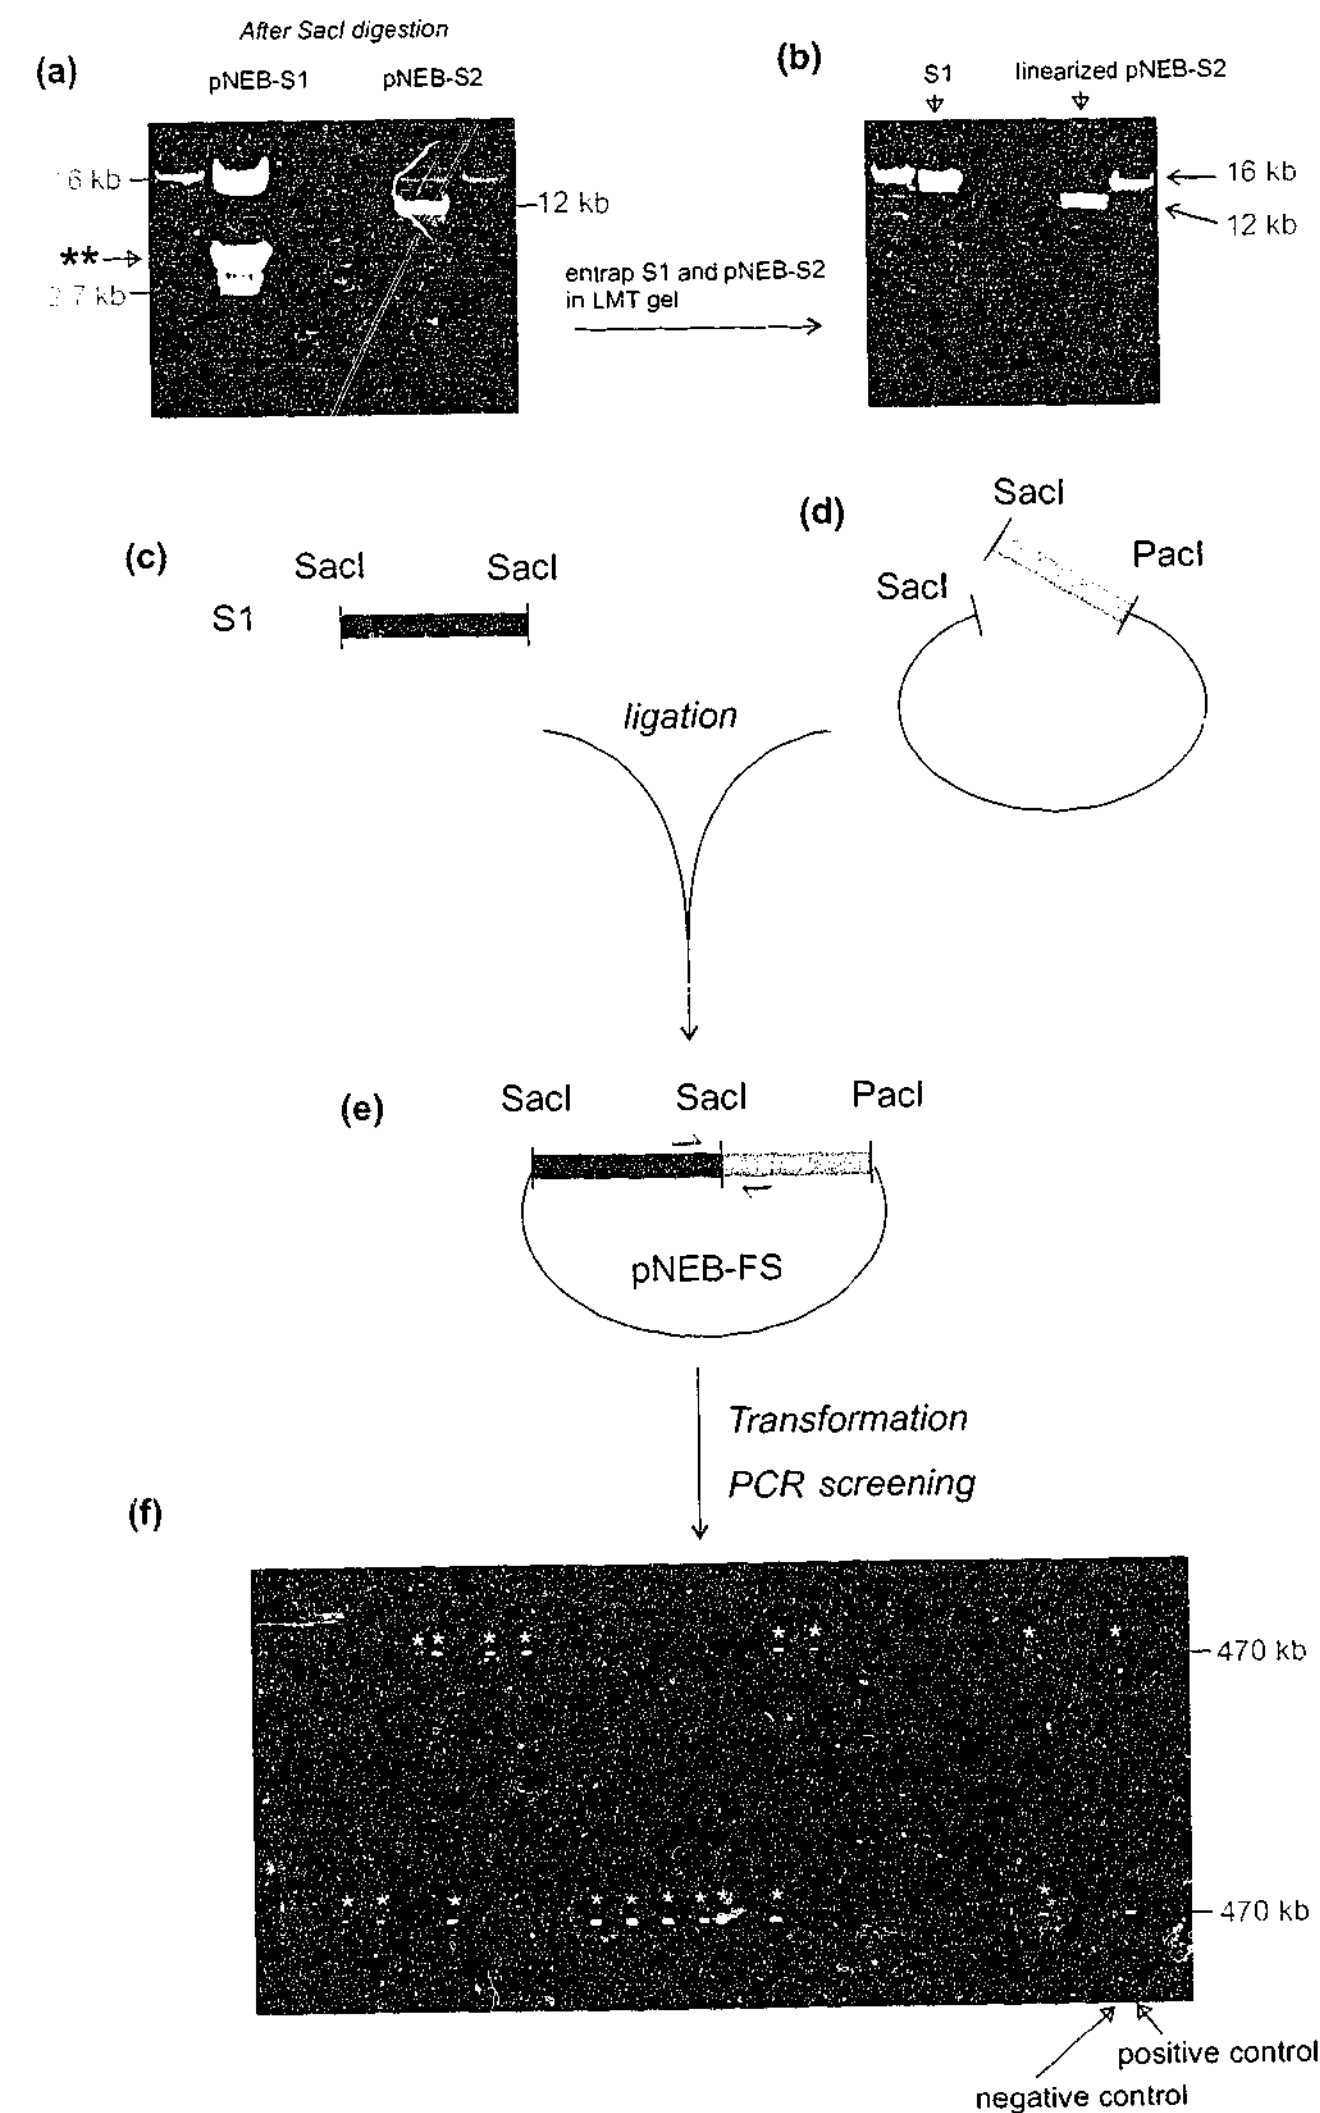 After SacI digestion
(a)
pNEB-S1
pNEB-S2
6 kb
12 kb
**
7 kb
(b)
S1
linearized pNEB-S2
16 kb
12 kb
entrap S1 and pNEB-S2
in LMT gel
(c)
SacI
SacI
S1
(d)
SacI
SacI
PacI
ligation
(e)
SacI
SacI
PacI
pNEB-FS
Transformation
PCR screening
(f)
* * * * * * * *
470 kb
* * * * * * * * * *
470 kb
positive control
negative control